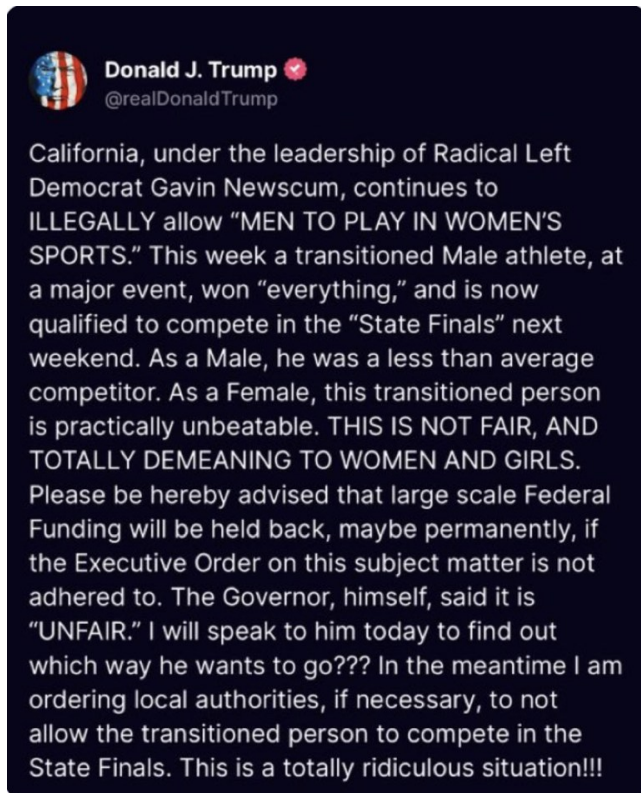 Donald J. Trump
@realDonaldTrump
California, under the leadership of Radical Left
Democrat Gavin Newscum, continues to
ILLEGALLY allow “MEN TO PLAY IN WOMEN’S
SPORTS.” This week a transitioned Male athlete, at
a major event, won “everything,” and is now
qualified to compete in the “State Finals” next
weekend. As a Male, he was a less than average
competitor. As a Female, this transitioned person
is practically unbeatable. THIS IS NOT FAIR, AND
TOTALLY DEMEANING TO WOMEN AND GIRLS.
Please be hereby advised that large scale Federal
Funding will be held back, maybe permanently, if
the Executive Order on this subject matter is not
adhered to. The Governor, himself, said it is
“UNFAIR.” I will speak to him today to find out
which way he wants to go??? In the meantime I am
ordering local authorities, if necessary, to not
allow the transitioned person to compete in the
State Finals. This is a totally ridiculous situation!!!